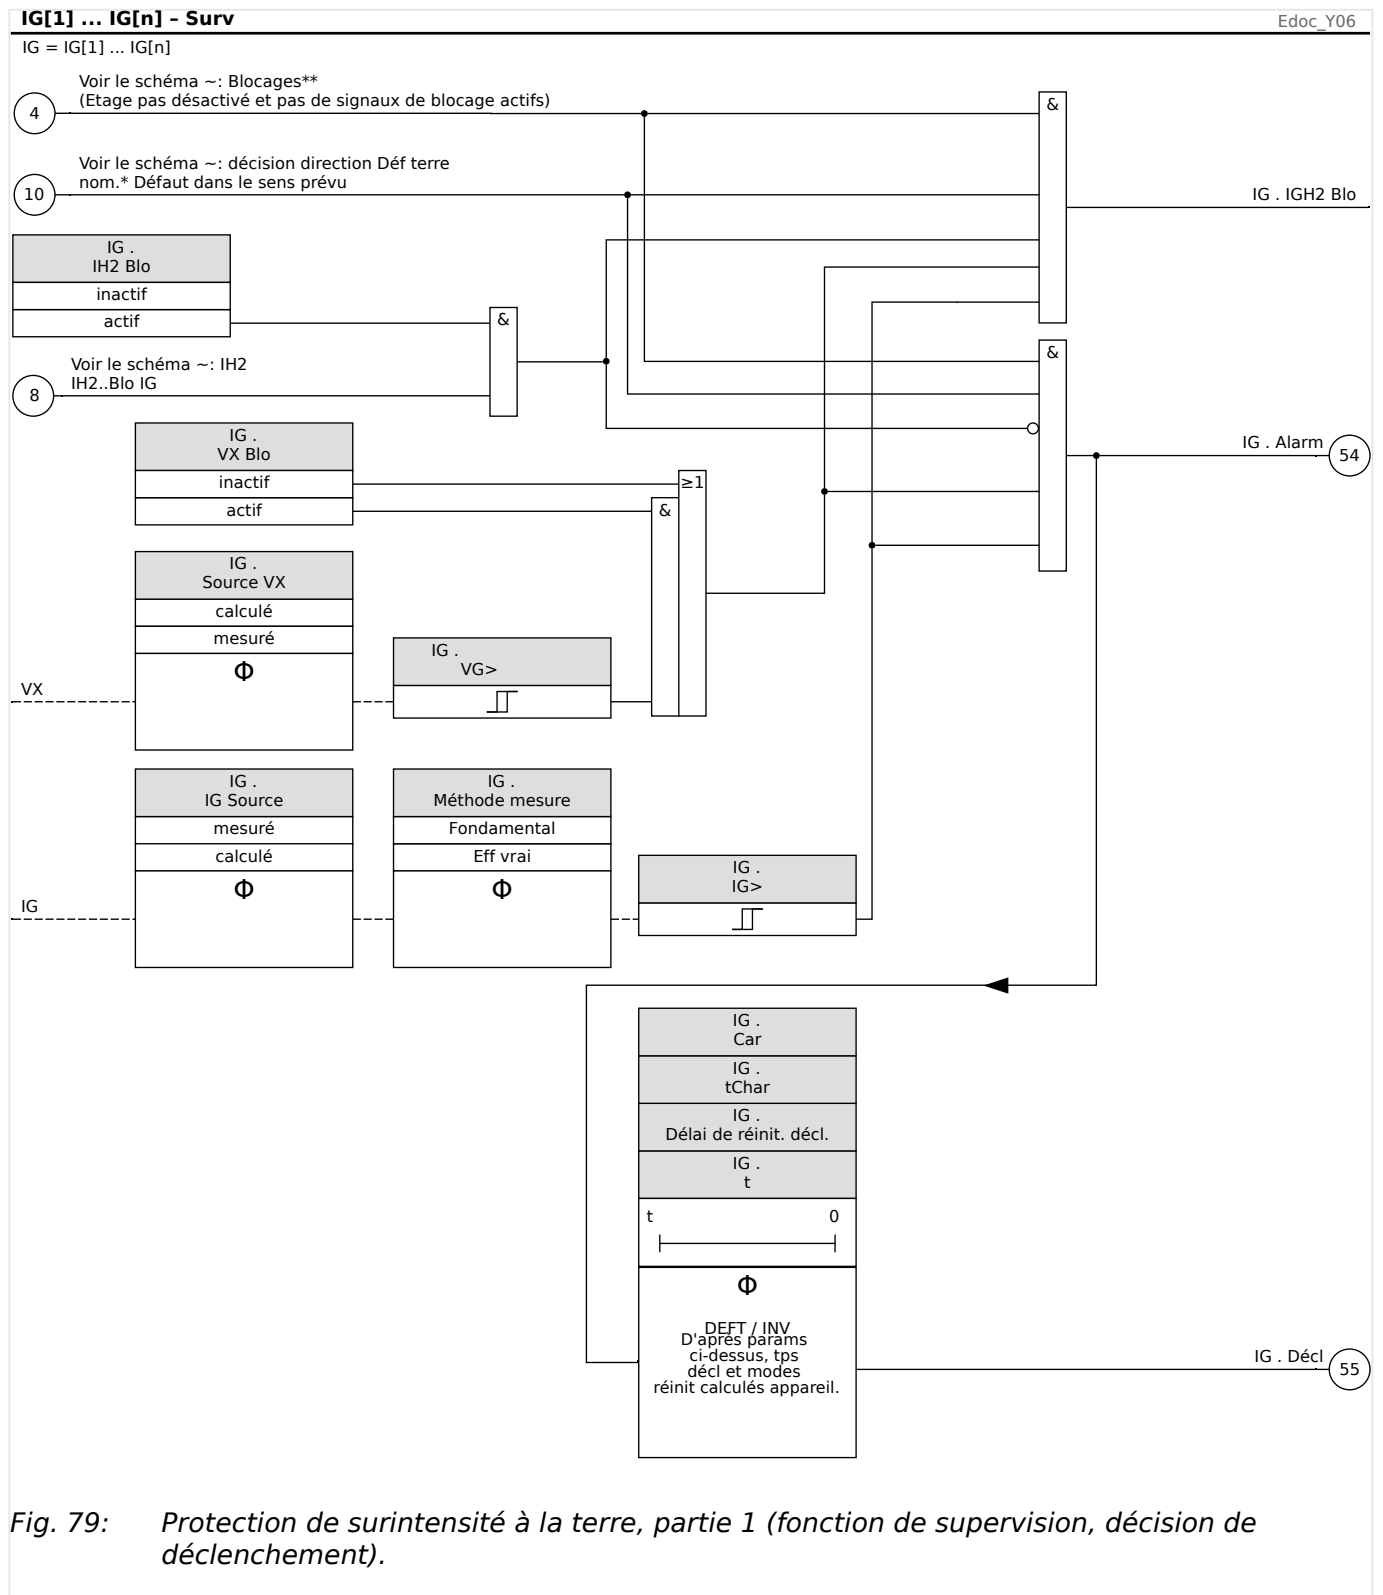 IG[1] ... IG[n] – Surv
Edoc_Y06
IG = IG[1] ... IG[n]
Voir le schéma ~: Blocages**
(Etage pas désactivé et pas de signaux de blocage actifs)
4
&
Voir le schéma ~: décision direction Déf terre
nom.* Défaut dans le sens prévu
10
IG . IGH2 Blo
IG .
IH2 Blo
inactif
actif
&
Voir le schéma ~: IH2
IH2..Blo IG
8
&
IG .
VX Blo
inactif
actif
≥1
&
IG . Alarm
54
IG .
Source VX
calculé
mesuré
Φ
VX
IG .
VG>
IG .
IG Source
mesuré
calculé
Φ
IG .
Méthode mesure
Fondamental
Eff vrai
Φ
IG
IG .
IG>
IG .
Car
IG .
tChar
IG .
Délai de réinit. décl.
IG .
t
t 0
Φ
DEFT / INV
D'après params
ci-dessus, tps
décl et modes
réinit calculés appareil.
IG . Décl
55
Fig. 79: Protection de surintensité à la terre, partie 1 (fonction de supervision, décision de
déclenchement).